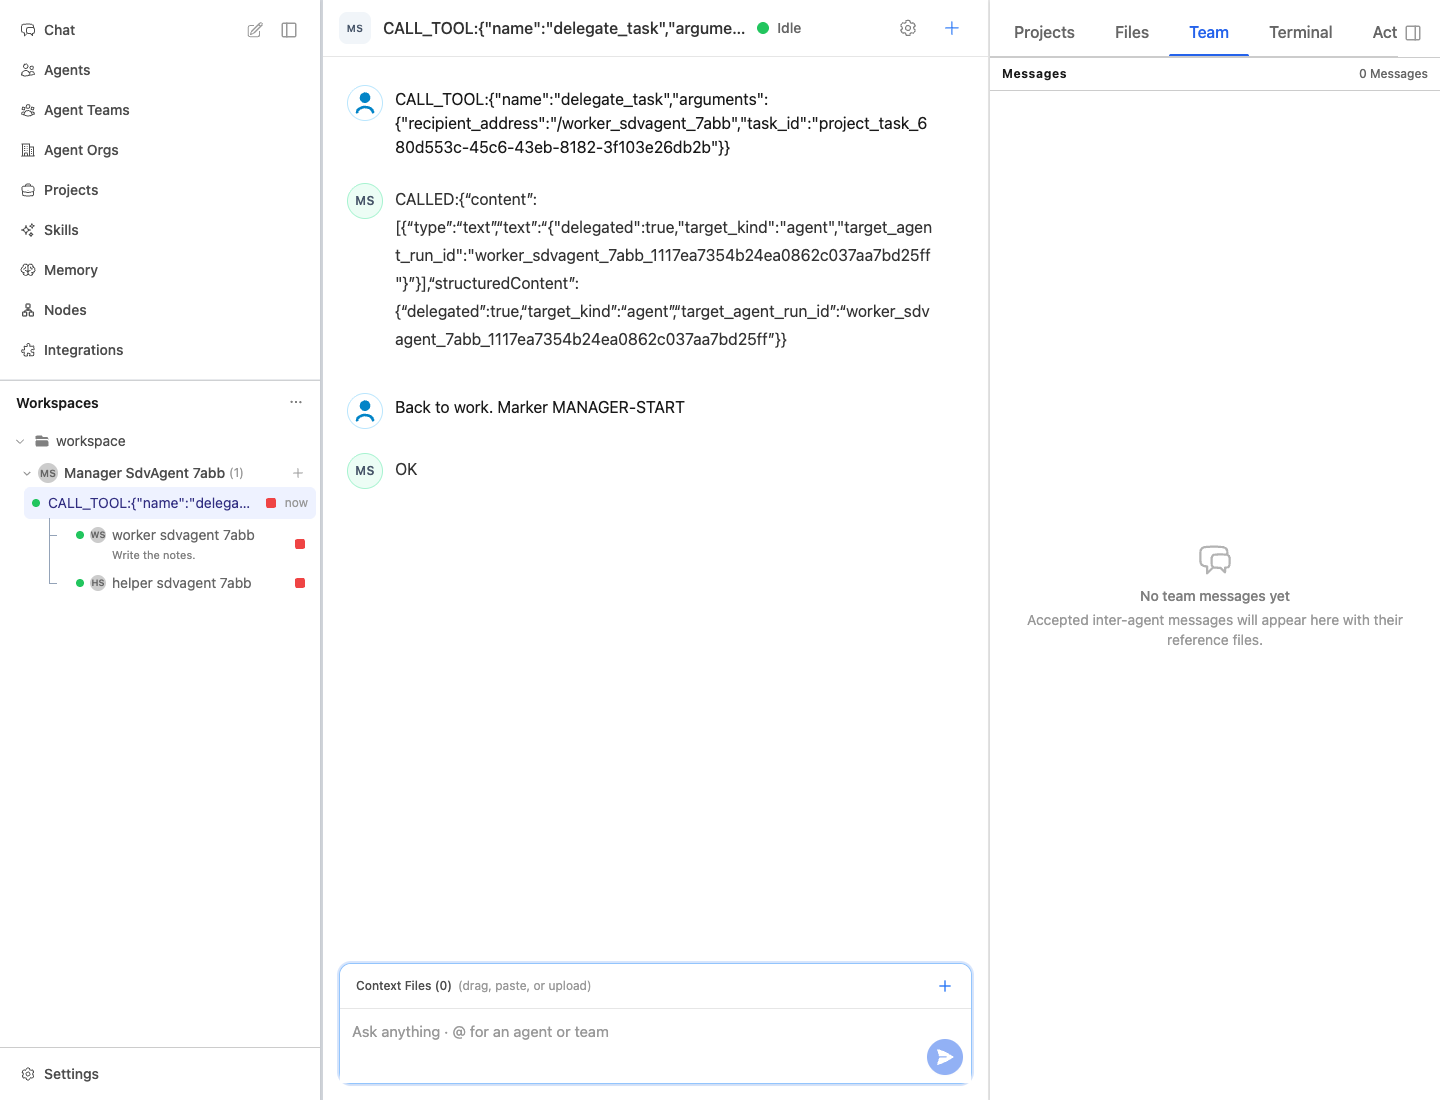 Chat
Agents
Agent Teams
Agent Orgs
Projects
Skills
Memory
Nodes
Integrations
Workspaces
workspace
MS Manager SdvAgent 7abb (1)
CALL_TOOL:{"name":"delega... now
WS worker sdvagent 7abb
Write the notes.
HS helper sdvagent 7abb
Settings
MS CALL_TOOL:{"name":"delegate_task","argume... Idle
CALL_TOOL:{"name":"delegate_task","arguments":
{"recipient_address":"/worker_sdvagent_7abb","task_id":"project_task_6
80d553c-45c6-43eb-8182-3f103e26db2b"}}
MS
CALLED:{“content”:
[{“type”:“text”,“text”:“{"delegated":true,"target_kind":"agent","target_agen
t_run_id":"worker_sdvagent_7abb_1117ea7354b24ea0862c037aa7bd25ff
"}”}],“structuredContent”:
{“delegated”:true,“target_kind”:“agent”,“target_agent_run_id”:“worker_sdv
agent_7abb_1117ea7354b24ea0862c037aa7bd25ff”}}
Back to work. Marker MANAGER-START
MS
OK
Context Files (0) (drag, paste, or upload)
Ask anything · @ for an agent or team
Projects Files Team Terminal Act
Messages 0 Messages
No team messages yet
Accepted inter-agent messages will appear here with their
reference files.